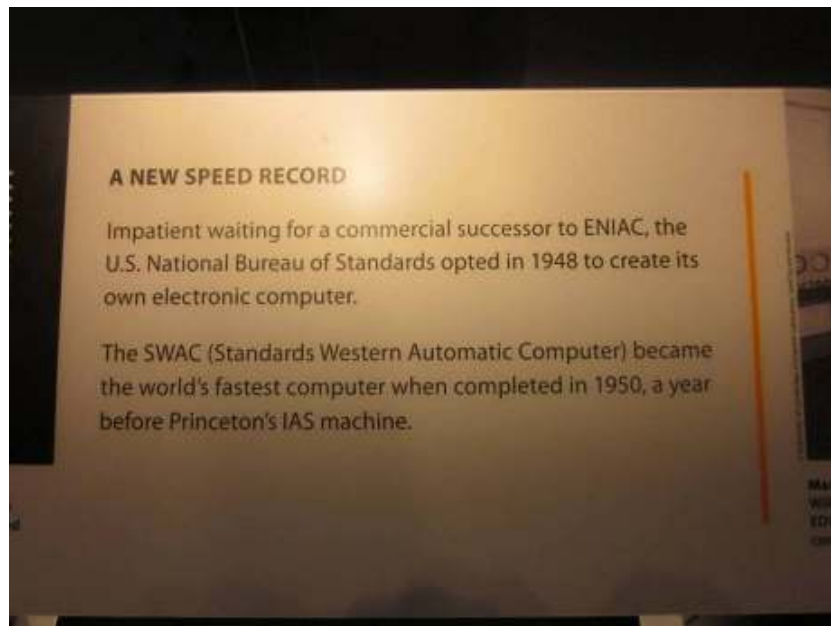 A NEW SPEED RECORD
Impatient waiting for a commercial successor to ENIAC, the
U.S. National Bureau of Standards opted in 1948 to create its
own electronic computer.
The SWAC (Standards Western Automatic Computer) became
the world's fastest computer when completed in 1950, a year
before Princeton's IAS machine.